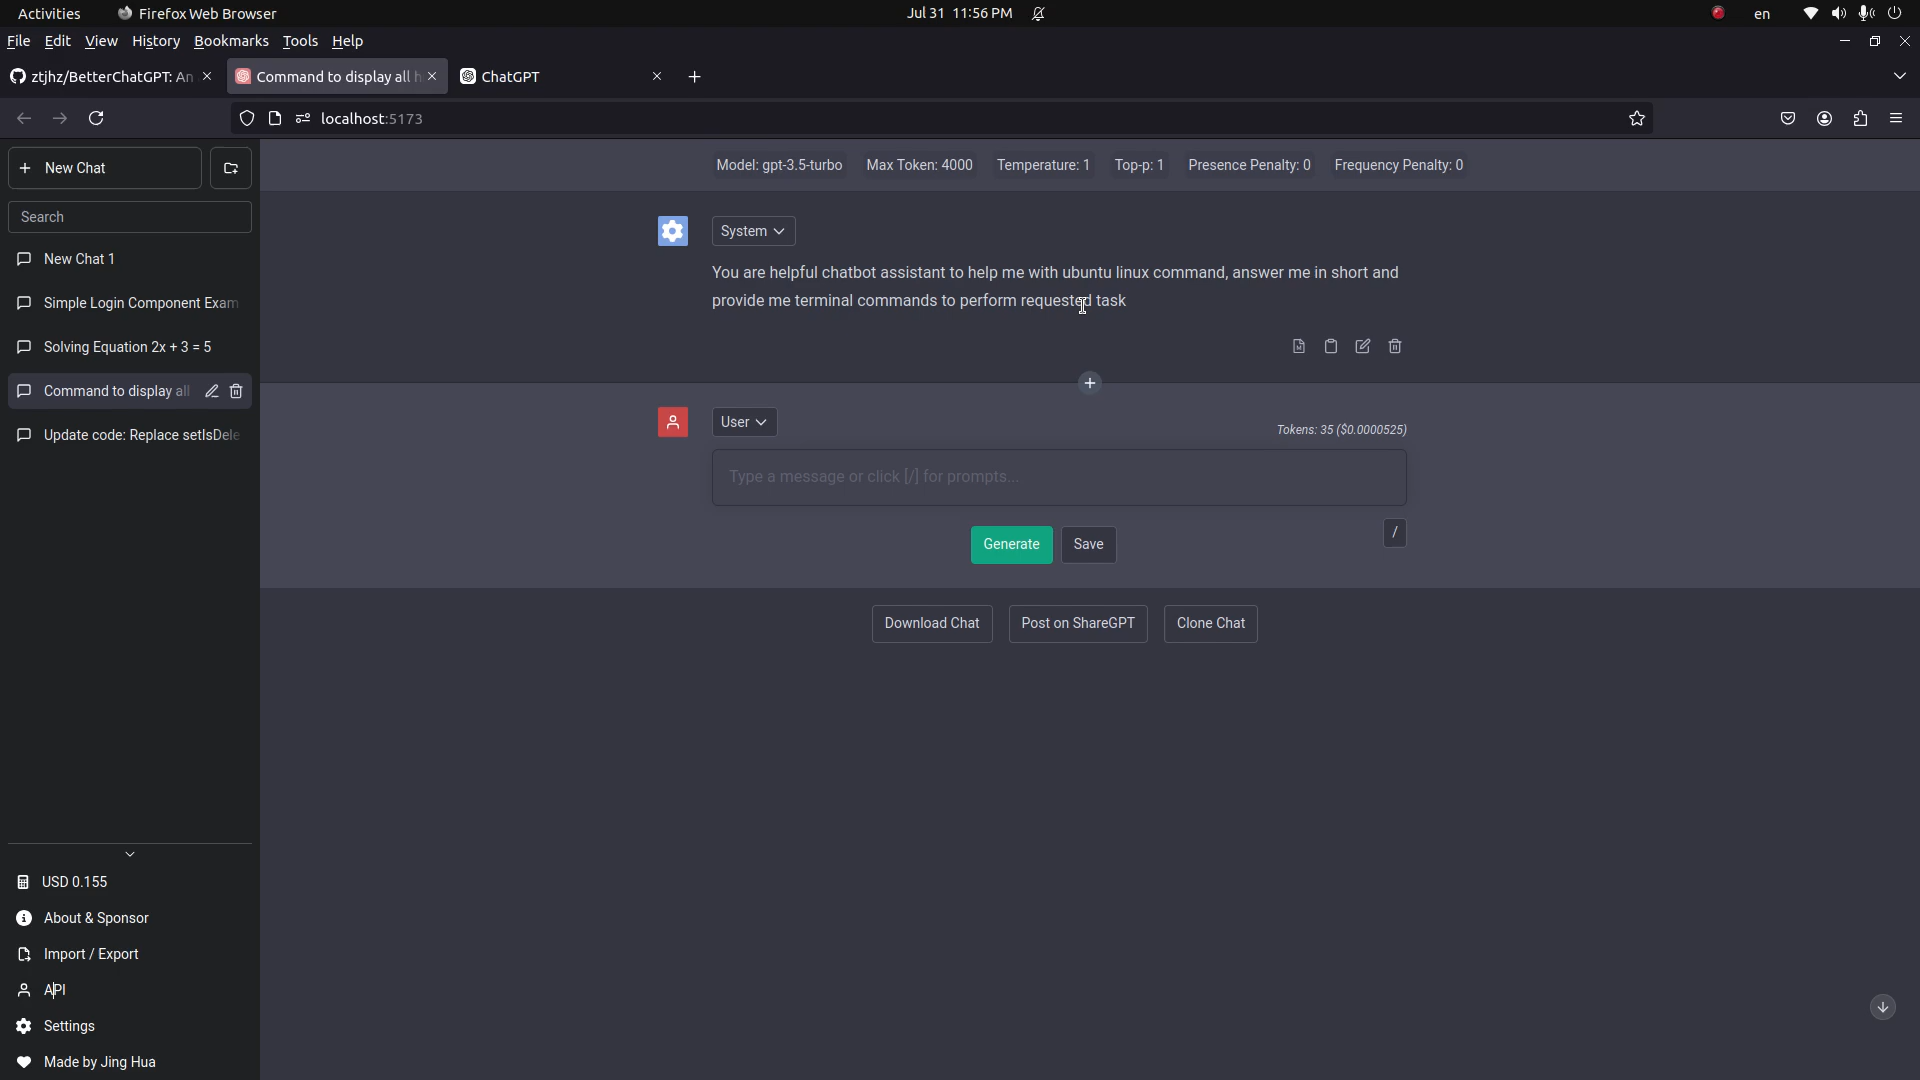 Activities
Firefox Web Browser
Jul 31 11:56 PM
en
File Edit View History Bookmarks Tools Help
ztjhz/BetterChatGPT: An
Command to display all h
ChatGPT
localhost:5173
New Chat
Search
New Chat 1
Simple Login Component Exam
Solving Equation 2x + 3 = 5
Command to display all
Update code: Replace setIsDele
USD 0.155
About & Sponsor
Import / Export
API
Settings
Made by Jing Hua
Model: gpt-3.5-turbo
Max Token: 4000
Temperature: 1
Top-p: 1
Presence Penalty: 0
Frequency Penalty: 0
System
You are helpful chatbot assistant to help me with ubuntu linux command, answer me in short and
provide me terminal commands to perform requested task
User
Tokens: 35 ($0.0000525)
Type a message or click [/] for prompts...
/
Generate
Save
Download Chat
Post on ShareGPT
Clone Chat